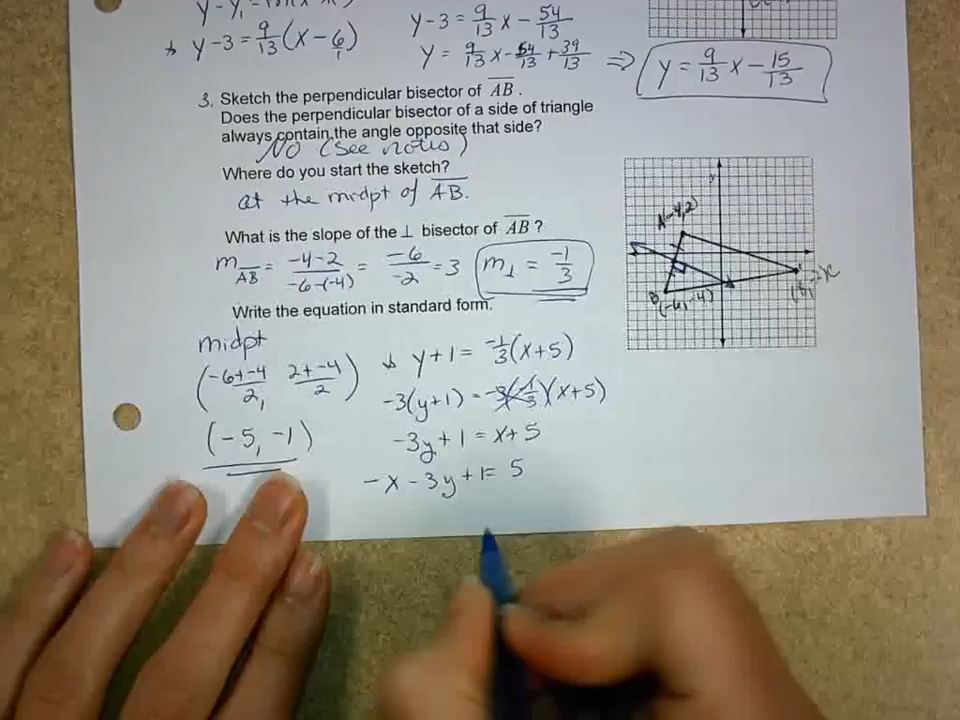 y - 3 = 9/13 (x - 6/1)
y - 3 = 9/13 x - 54/13
y = 9/13 x - 54/13 + 39/13
⇒ y = 9/13 x - 15/13
3. Sketch the perpendicular bisector of AB.
Does the perpendicular bisector of a side of triangle
always contain the angle opposite that side?
No (see notes)
Where do you start the sketch?
at the midpt of AB.
What is the slope of the ⊥ bisector of AB?
m AB = -4-2 / -6-(-4) = -6/-2 = 3
m⊥ = -1/3
Write the equation in standard form.
midpt
(-6+-4 / 2, 2+-4 / 2)
(-5, -1)
y + 1 = -1/3 (x + 5)
-3(y + 1) = -3(-1/3)(x + 5)
-3y + 1 = x + 5
-x - 3y + 1 = 5
y
A(-4,2)
B(-6,-4)